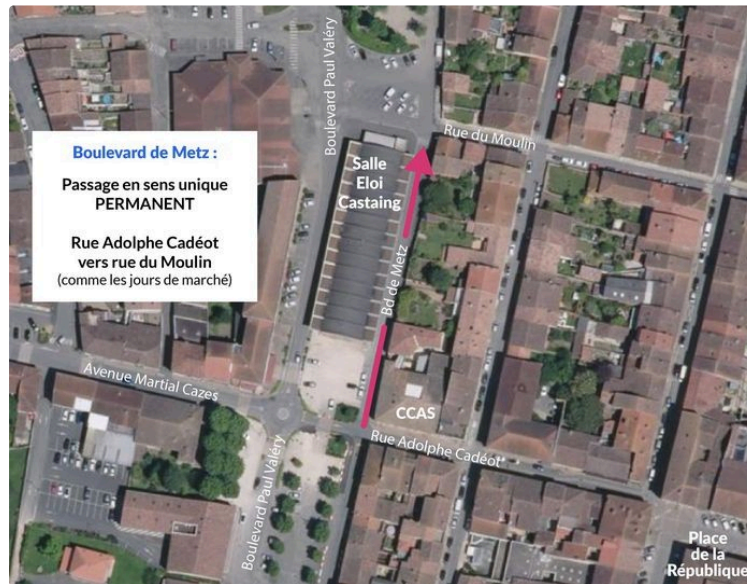 Boulevard de Metz :
Passage en sens unique
PERMANENT
Rue Adolphe Cadéot
vers rue du Moulin
(comme les jours de marché)
Boulevard Paul Valéry
Rue du Moulin
Salle
Eloi
Castaing
Bd de Metz
Avenue Martial Cazes
CCAS
Rue Adolphe Cadéot
Boulevard Paul Valéry
Place
de la
République